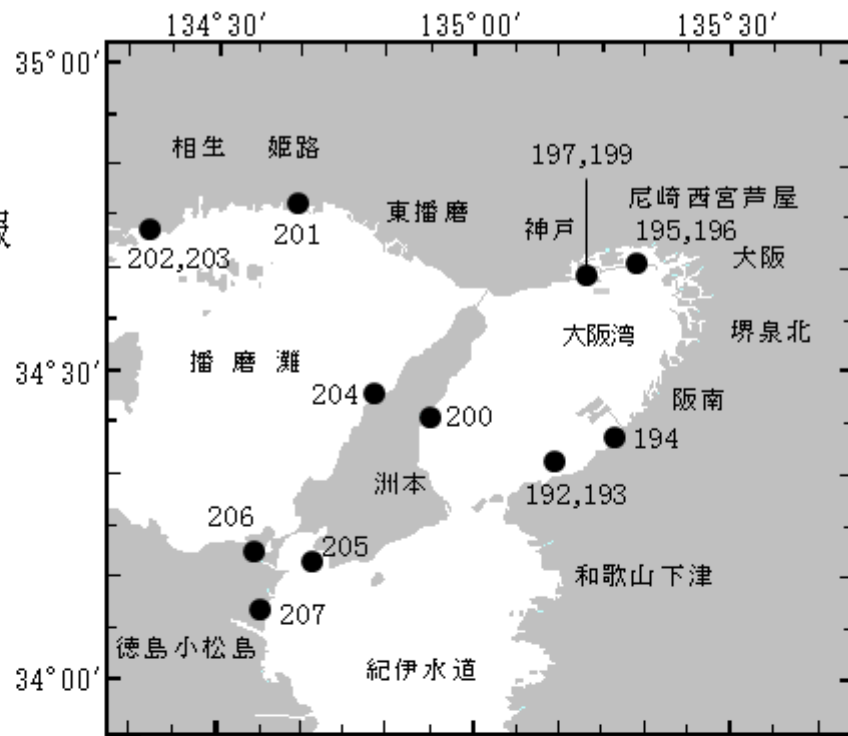 134°30′ 135°00′ 135°30′
35°00′
相生 姫路
197,199
尼崎西宮芦屋
東播磨
神戸
195,196
201
202,203
大阪
大阪湾
堺泉北
播磨灘
34°30′
204
200
阪南
194
洲本
192,193
206
205
和歌山下津
207
徳島小松島
紀伊水道
34°00′